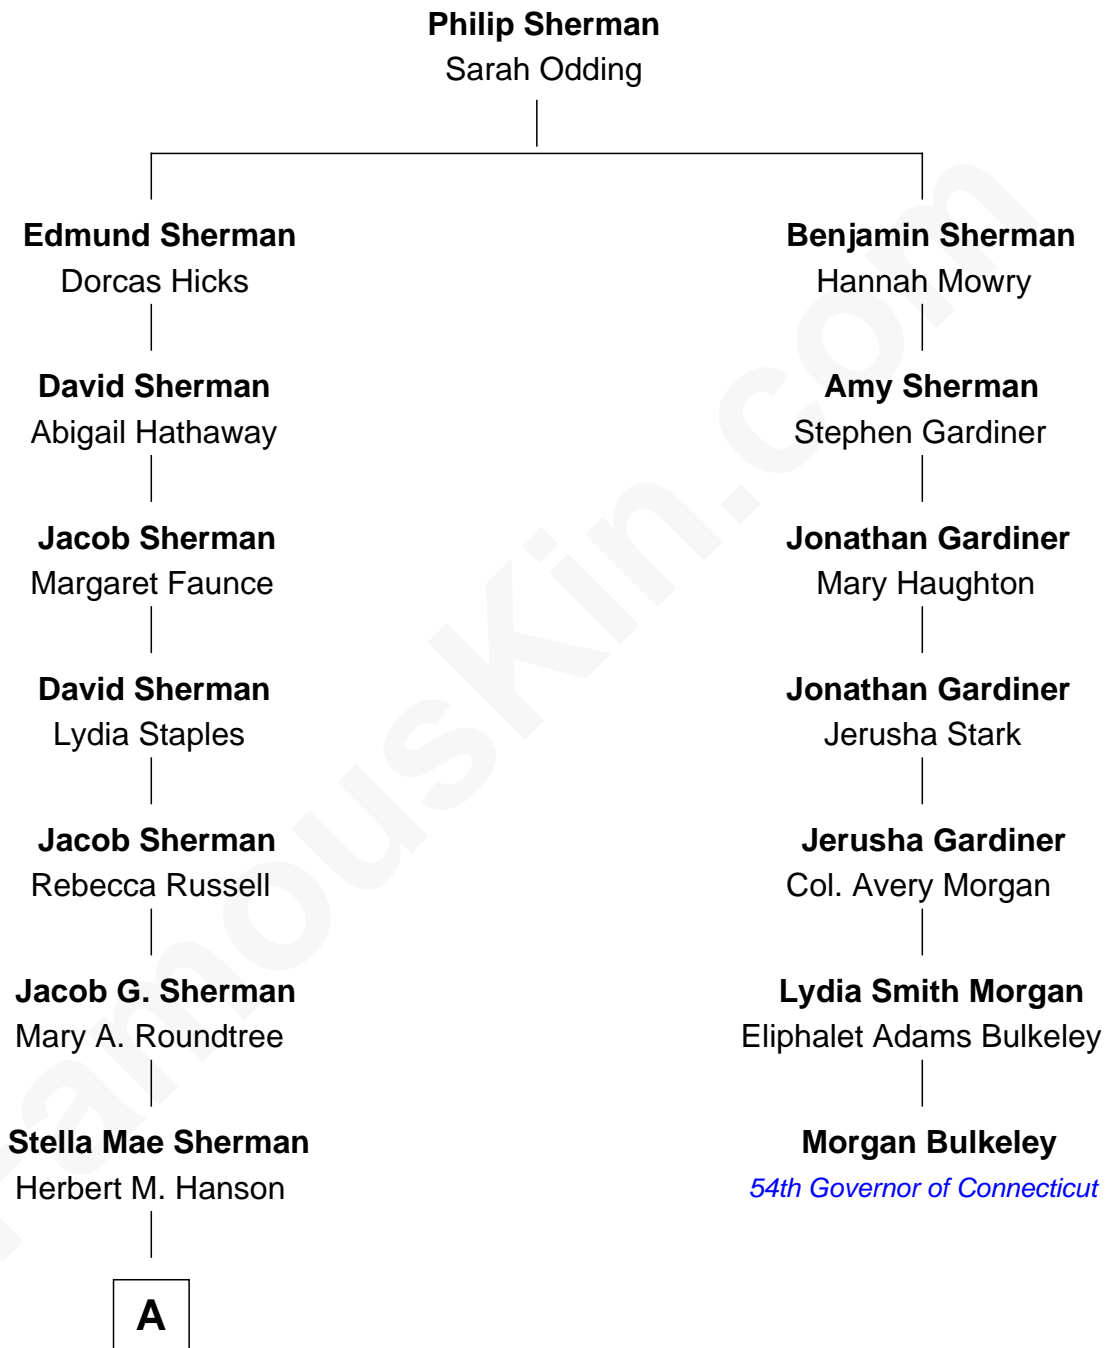 Philip Sherman
Sarah Odding
Edmund Sherman
Dorcas Hicks
David Sherman
Abigail Hathaway
Jacob Sherman
Margaret Faunce
David Sherman
Lydia Staples
Jacob Sherman
Rebecca Russell
Jacob G. Sherman
Mary A. Roundtree
Stella Mae Sherman
Herbert M. Hanson
A
Benjamin Sherman
Hannah Mowry
Amy Sherman
Stephen Gardiner
Jonathan Gardiner
Mary Haughton
Jonathan Gardiner
Jerusha Stark
Jerusha Gardiner
Col. Avery Morgan
Lydia Smith Morgan
Eliphalet Adams Bulkeley
Morgan Bulkeley
54th Governor of Connecticut
FamousKin.com